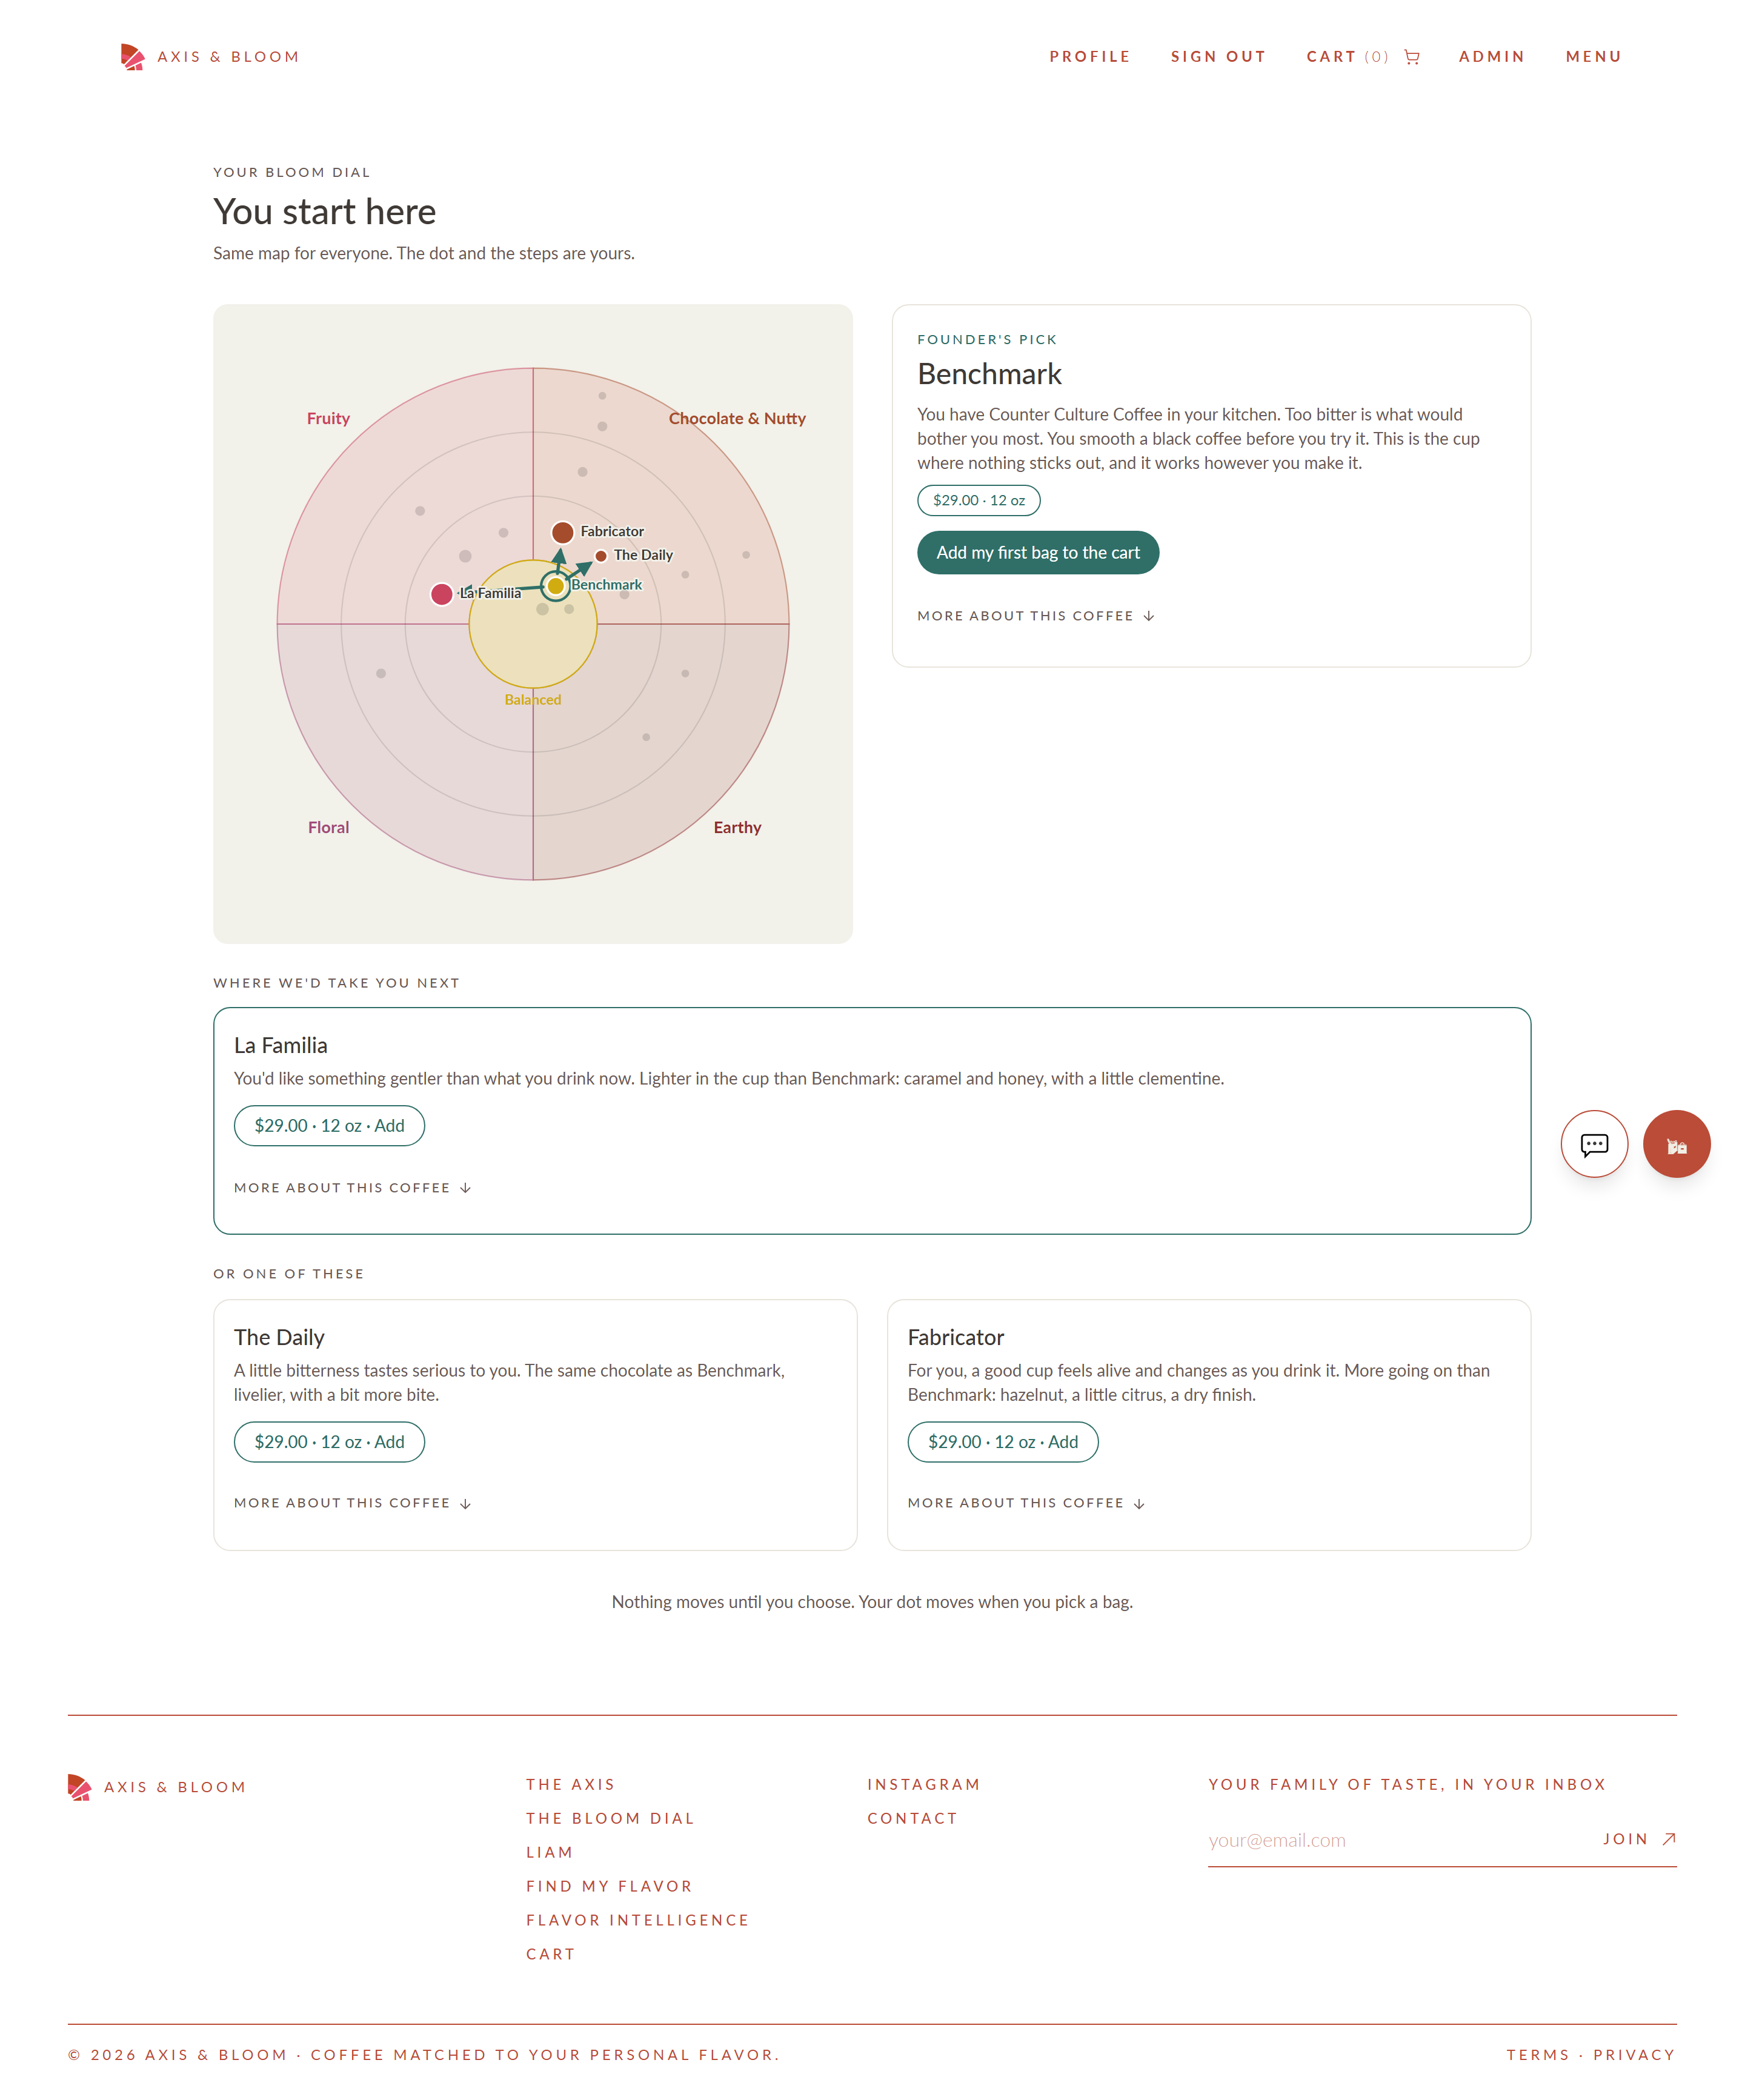 AXIS & BLOOM
PROFILE
SIGN OUT
CART (0)
ADMIN
MENU
YOUR BLOOM DIAL
You start here
Same map for everyone. The dot and the steps are yours.
Fruity
Chocolate & Nutty
Fabricator
The Daily
Benchmark
La Familia
Balanced
Floral
Earthy
FOUNDER'S PICK
Benchmark
You have Counter Culture Coffee in your kitchen. Too bitter is what would
bother you most. You smooth a black coffee before you try it. This is the cup
where nothing sticks out, and it works however you make it.
$29.00 · 12 oz
Add my first bag to the cart
MORE ABOUT THIS COFFEE ↓
WHERE WE'D TAKE YOU NEXT
La Familia
You'd like something gentler than what you drink now. Lighter in the cup than Benchmark: caramel and honey, with a little clementine.
$29.00 · 12 oz · Add
MORE ABOUT THIS COFFEE ↓
OR ONE OF THESE
The Daily
A little bitterness tastes serious to you. The same chocolate as Benchmark,
livelier, with a bit more bite.
$29.00 · 12 oz · Add
MORE ABOUT THIS COFFEE ↓
Fabricator
For you, a good cup feels alive and changes as you drink it. More going on than
Benchmark: hazelnut, a little citrus, a dry finish.
$29.00 · 12 oz · Add
MORE ABOUT THIS COFFEE ↓
Nothing moves until you choose. Your dot moves when you pick a bag.
AXIS & BLOOM
THE AXIS
THE BLOOM DIAL
LIAM
FIND MY FLAVOR
FLAVOR INTELLIGENCE
CART
INSTAGRAM
CONTACT
YOUR FAMILY OF TASTE, IN YOUR INBOX
your@email.com
JOIN ↗
© 2026 AXIS & BLOOM · COFFEE MATCHED TO YOUR PERSONAL FLAVOR.
TERMS · PRIVACY